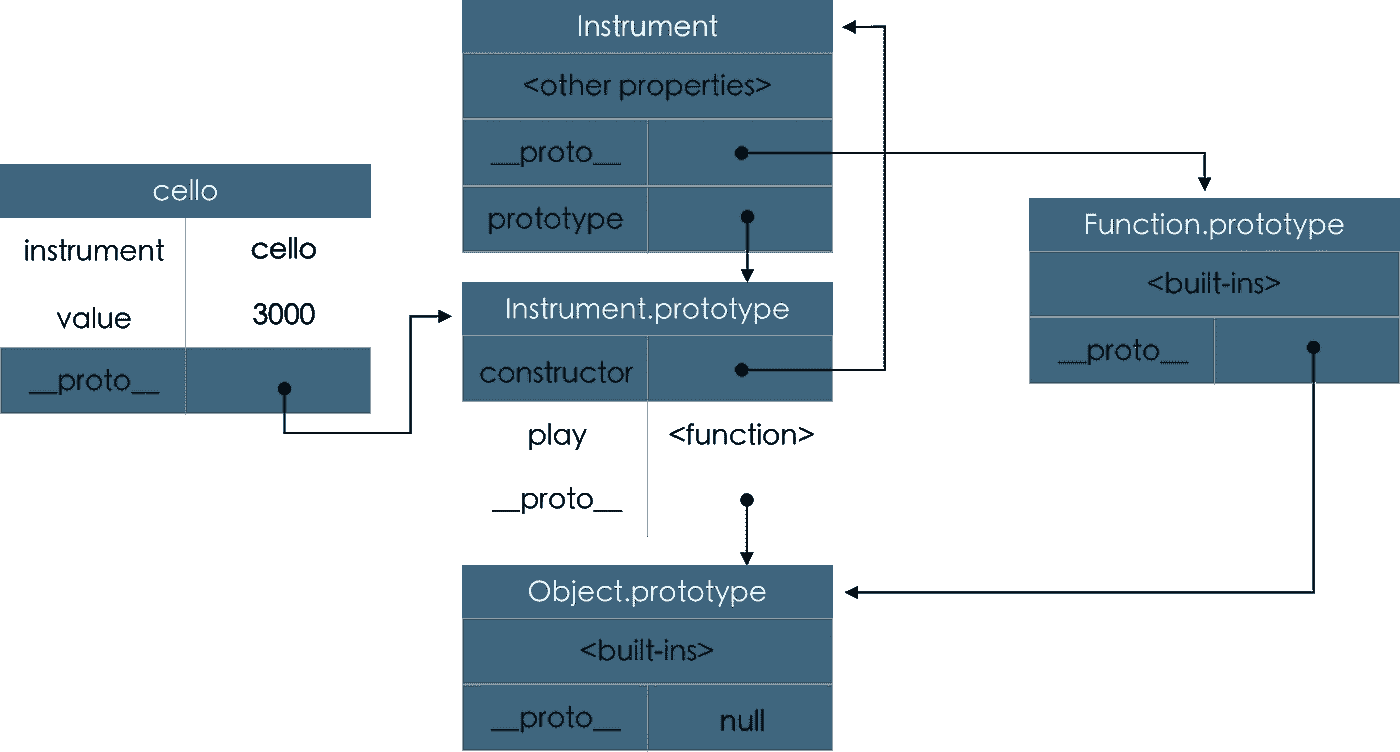 Instrument
<other properties>
__proto__
prototype
cello
instrument cello
value 3000
__proto__
Instrument.prototype
constructor
play <function>
__proto__
Function.prototype
<built-ins>
__proto__
Object.prototype
<built-ins>
__proto__ null